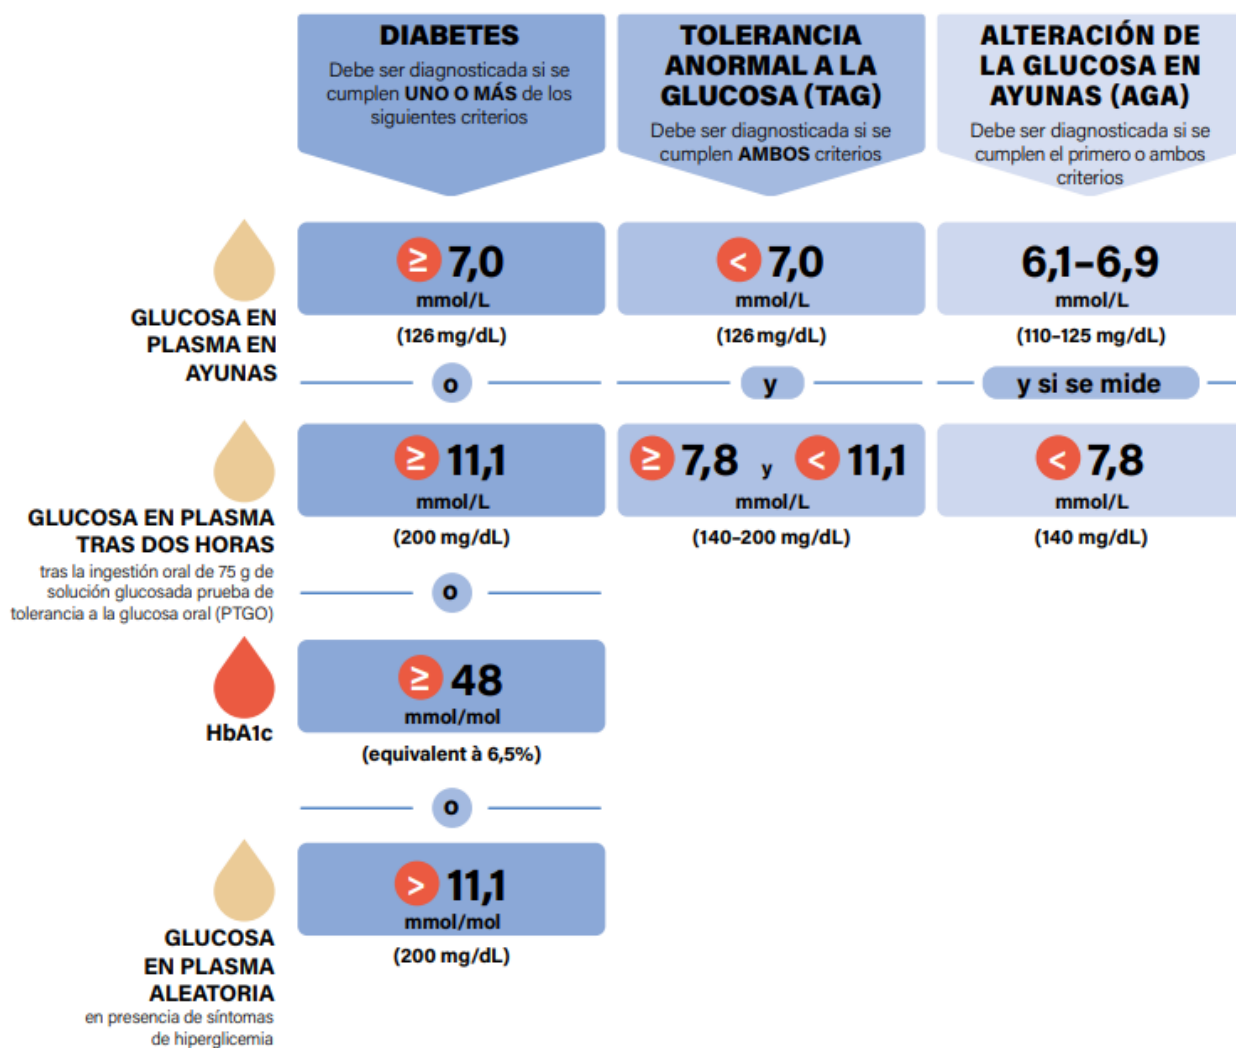 DIABETES
Debe ser diagnosticada si se
cumplen UNO O MÁS de los
siguientes criterios
TOLERANCIA
ANORMAL A LA
GLUCOSA (TAG)
Debe ser diagnosticada si se
cumplen AMBOS criterios
ALTERACIÓN DE
LA GLUCOSA EN
AYUNAS (AGA)
Debe ser diagnosticada si se
cumplen el primero o ambos
criterios
GLUCOSA EN
PLASMA EN
AYUNAS
≥ 7,0
mmol/L
(126 mg/dL)
< 7,0
mmol/L
(126 mg/dL)
6,1–6,9
mmol/L
(110–125 mg/dL)
o
y
y si se mide
GLUCOSA EN PLASMA
TRAS DOS HORAS
tras la ingestión oral de 75 g de
solución glucosada prueba de
tolerancia a la glucosa oral (PTGO)
≥ 11,1
mmol/L
(200 mg/dL)
≥ 7,8 y < 11,1
mmol/L
(140–200 mg/dL)
< 7,8
mmol/L
(140 mg/dL)
o
HbA1c
≥ 48
mmol/mol
(equivalent à 6,5%)
o
GLUCOSA
EN PLASMA
ALEATORIA
en presencia de síntomas
de hiperglicemia
> 11,1
mmol/mol
(200 mg/dL)